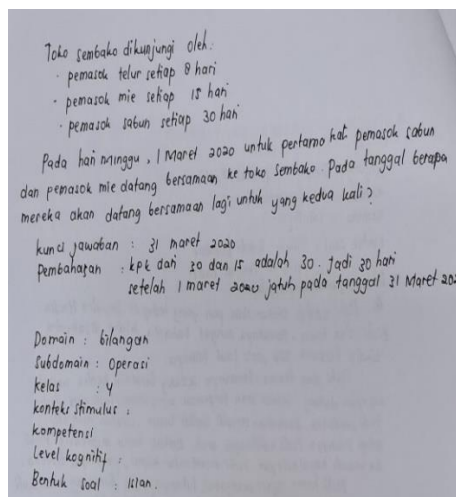 Toko sembako dikunjungi oleh:
· pemasok telur setiap 8 hari
· pemasok mie setiap 15 hari
· pemasok sabun setiap 30 hari
Pada hari minggu, 1 Maret 2020 untuk pertama kali pemasok sabun
dan pemasok mie datang bersamaan ke toko sembako. Pada tanggal berapa
mereka akan datang bersamaan lagi untuk yang kedua kali?
kunci jawaban : 31 maret 2020
Pembahasan : kpk dari 30 dan 15 adalah 30. Jadi 30 hari
setelah 1 maret 2020 jatuh pada tanggal 31 Maret 202
Domain : bilangan
Subdomain : Operasi
kelas : 4
konteks stimulus :
kompetensi
Level kognitif :
Bentuk soal : Isian.